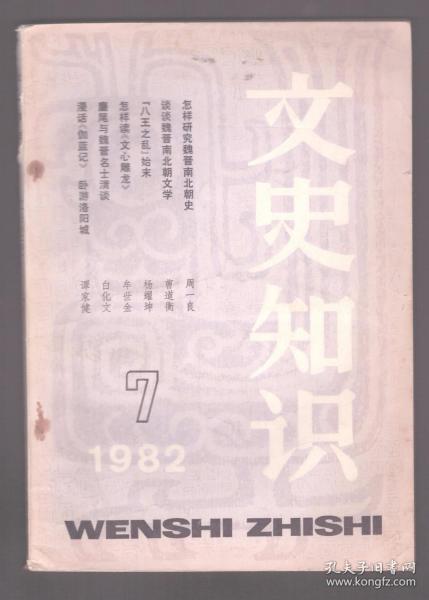 文史知识
怎样研究魏晋南北朝史 周一良
谈谈魏晋南北朝文学 曹道衡
「八王之乱」始末 杨耀坤
怎样读《文心雕龙》 牟世金
麈尾与魏晋名士清谈 白化文
漫话《伽蓝记》 卧游洛阳城 谭家健
7
1982
WENSHI ZHISHI
孔夫子旧书网
www.kongfz.com